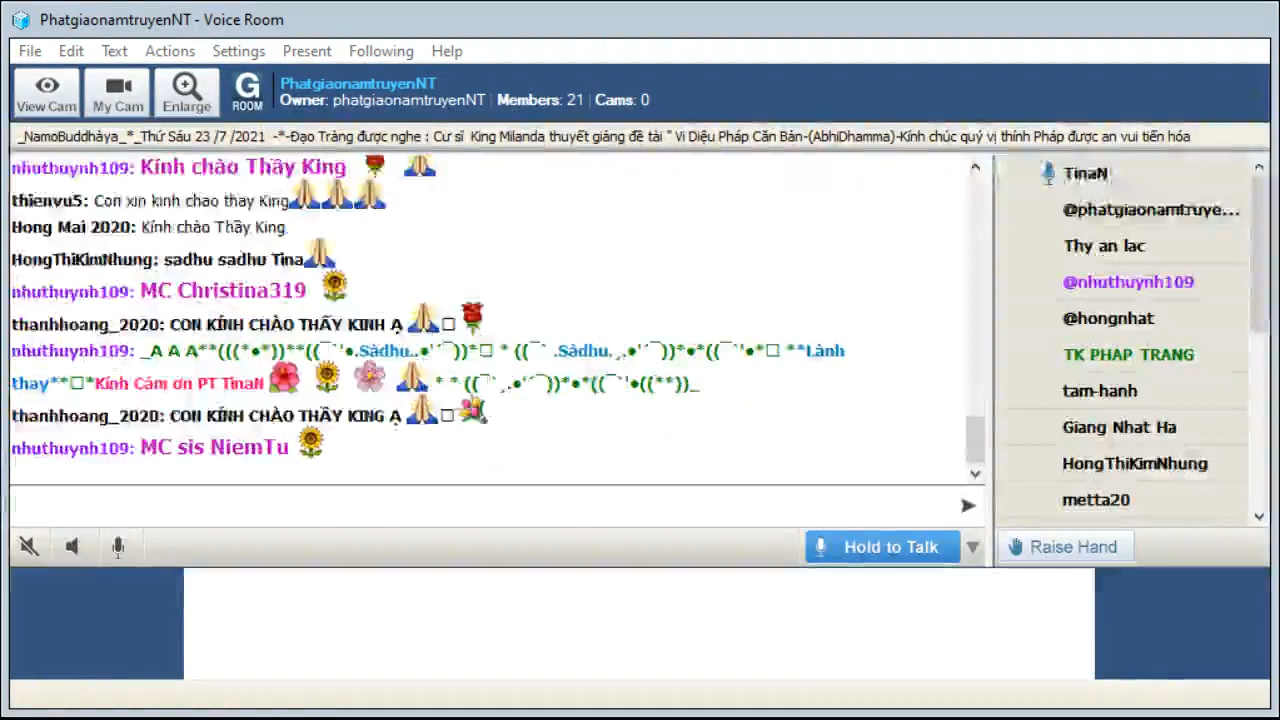 PhatgiaonamtruyenNT - Voice Room
File Edit Text Actions Settings Present Following Help
View Cam My Cam Enlarge G ROOM
PhatgiaonamtruyenNT
Owner: phatgiaonamtruyenNT | Members: 21 | Cams: 0
_NamoBuddhàya_*_Thứ Sáu 23 /7 /2021 -*-Đạo Tràng được nghe : Cư sĩ King Milanda thuyết giảng đề tài " Vi Diệu Pháp Căn Bản-(AbhiDhamma)-Kính chúc quý vị thính Pháp được an vui tiến hóa
nhuthuynh109: Kính chào Thầy King
thienvu5: Con xin kinh chao thay King
Hong Mai 2020: Kính chào Thầy King.
HongThiKimNhung: sadhu sadhu Tina
nhuthuynh109: MC Christina319
thanhhoang_2020: CON KÍNH CHÀO THẤY KINH Ạ
nhuthuynh109: _A A A**(((*•*))**((¯`'•.Sàdhu..•'´¯))*□ * ((¯` .Sàdhu. ,.•'´¯))*•*((¯`'•*□ **Lành
thay**□*Kính Cảm ơn PT TinaN * * ((¯` ,.•'´¯))*•*((¯`'•((**))_
thanhhoang_2020: CON KÍNH CHÀO THẦY KING Ạ
nhuthuynh109: MC sis NiemTu
TinaN
@phatgiaonamtruye...
Thy an lac
@nhuthuynh109
@hongnhat
TK PHAP TRANG
tam-hanh
Giang Nhat Ha
HongThiKimNhung
metta20
Hold to Talk
Raise Hand